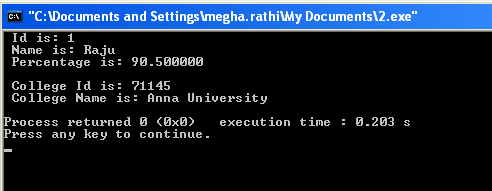 "C:\Documents and Settings\megha.rathi\My Documents\2.exe"
Id is: 1
Name is: Raju
Percentage is: 90.500000
College Id is: 71145
College Name is: Anna University
Process returned 0 (0x0)   execution time : 0.203 s
Press any key to continue.